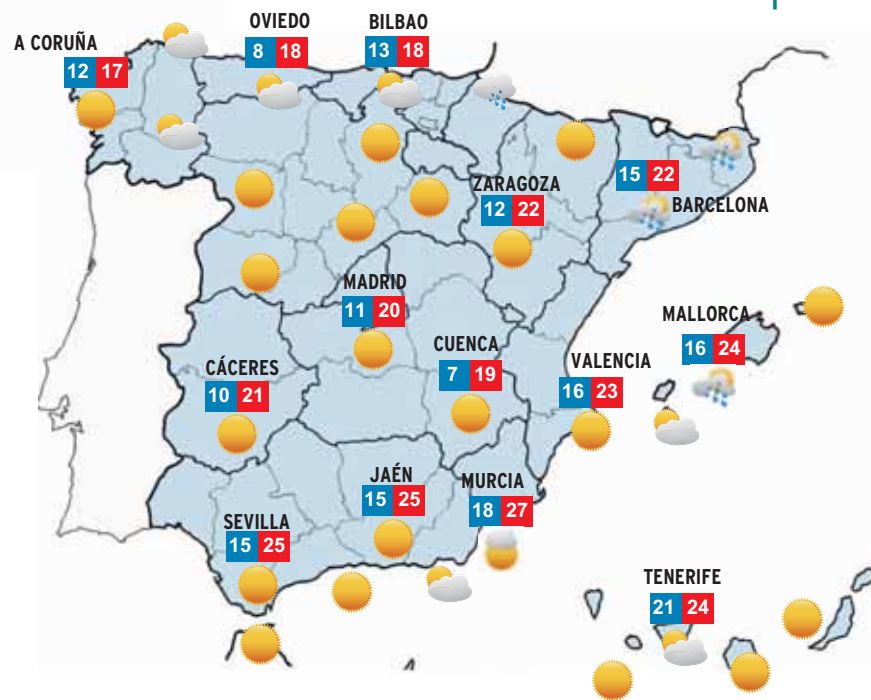 OVIEDO
8 18
BILBAO
13 18
A CORUÑA
12 17
ZARAGOZA
12 22
15 22
BARCELONA
MADRID
11 20
MALLORCA
16 24
CUENCA
7 19
VALENCIA
16 23
CÁCERES
10 21
JAÉN
15 25
MURCIA
18 27
SEVILLA
15 25
TENERIFE
21 24